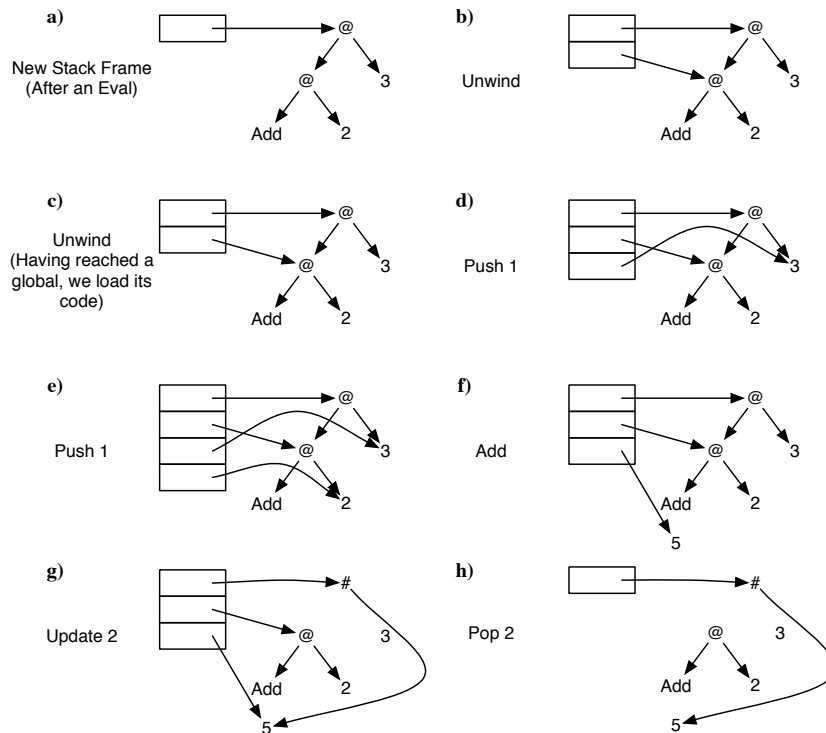 a)
@
New Stack Frame
(After an Eval)
@ 3
Add 2
b)
@
Unwind
@ 3
Add 2
c)
@
Unwind
(Having reached a
global, we load its
code)
@ 3
Add 2
d)
@
Push 1
@ 3
Add 2
e)
@
Push 1
@ 3
Add 2
f)
@
Add
@ 3
Add 2
5
g)
#
Update 2
@ 3
Add 2
5
h)
#
Pop 2
@ 3
Add 2
5